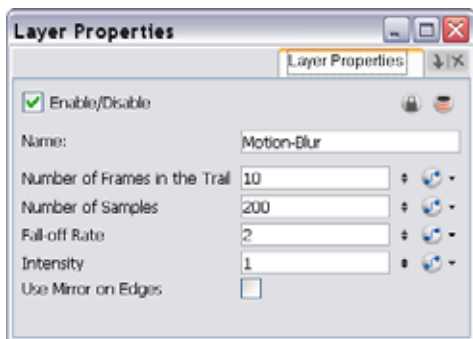 Layer Properties
Layer Properties
Enable/Disable
Name: Motion-Blur
Number of Frames in the Trail 10
Number of Samples 200
Fall-off Rate 2
Intensity 1
Use Mirror on Edges